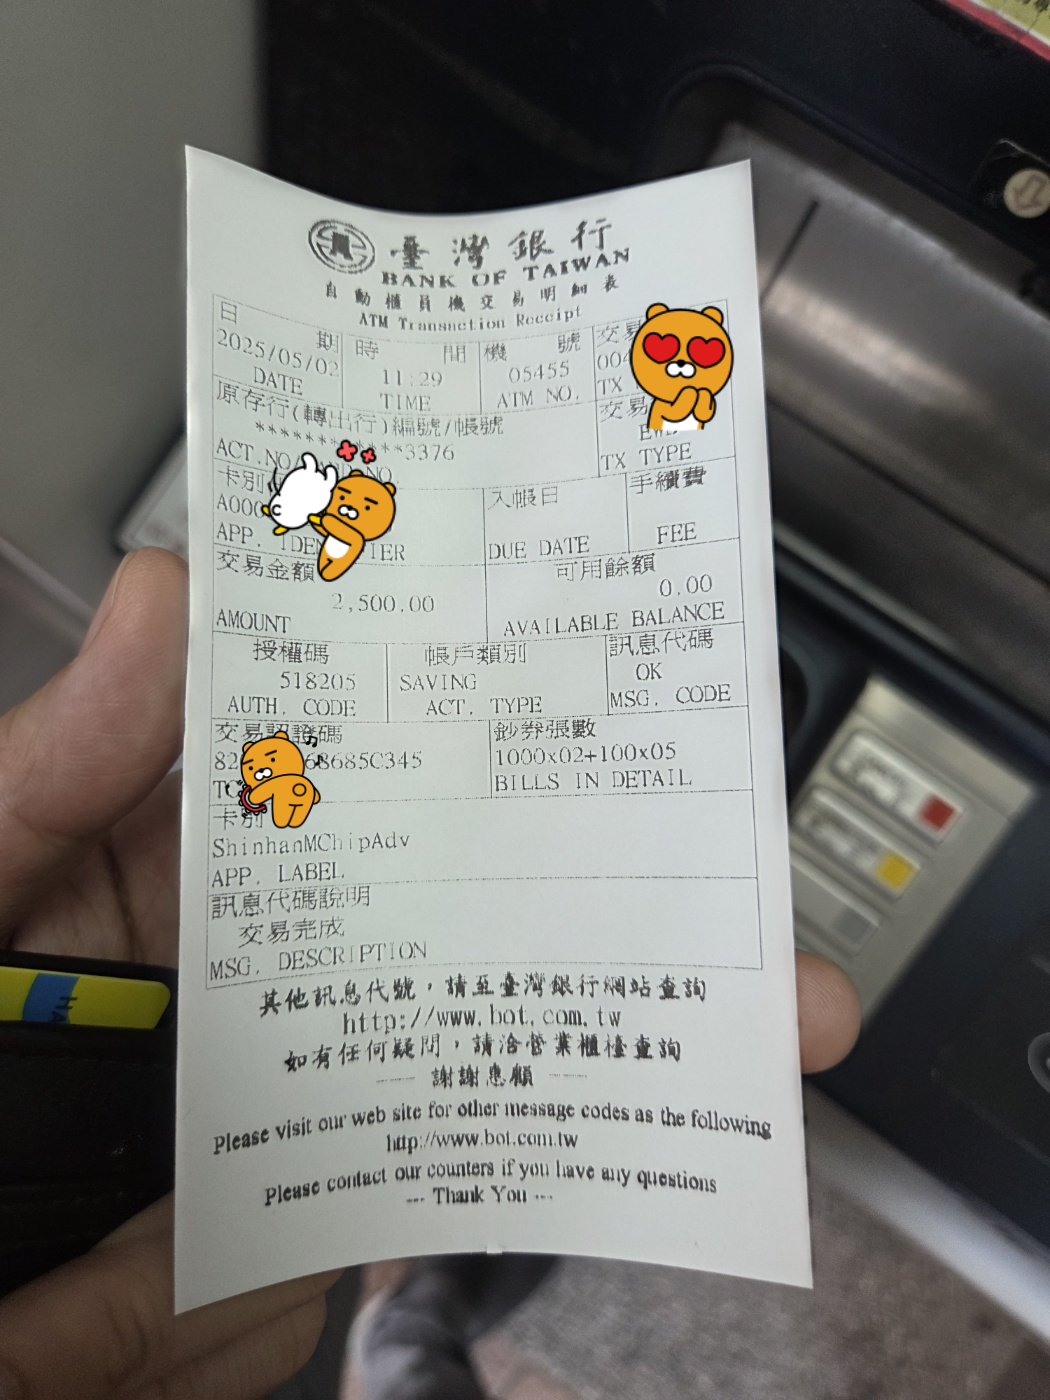 臺灣銀行
BANK OF TAIWAN
自動櫃員機交易明細表
ATM Transaction Receipt
日期 時間 機號 交易
2025/05/02 11:29 05455 004
DATE TIME ATM NO. TX
原存行(轉出行)編號/帳號 交易
3376
ACT.NO TX TYPE
卡別 入帳日 手續費
A000
APP. DUE DATE FEE
交易金額 可用餘額
2,500.00 0.00
AMOUNT AVAILABLE BALANCE
授權碼 帳戶類別 訊息代碼
518205 SAVING OK
AUTH. CODE ACT. TYPE MSG. CODE
交易認證碼 鈔券張數
82 68685C345 1000x02+100x05
BILLS IN DETAIL
卡別
ShinhanMChipAdv
APP. LABEL
訊息代碼說明
交易完成
MSG. DESCRIPTION
其他訊息代號，請至臺灣銀行網站查詢
http://www.bot.com.tw
如有任何疑問，請洽營業櫃檯查詢
謝謝惠顧
Please visit our web site for other message codes as the following
http://www.bot.com.tw
Please contact our counters if you have any questions
--- Thank You ---